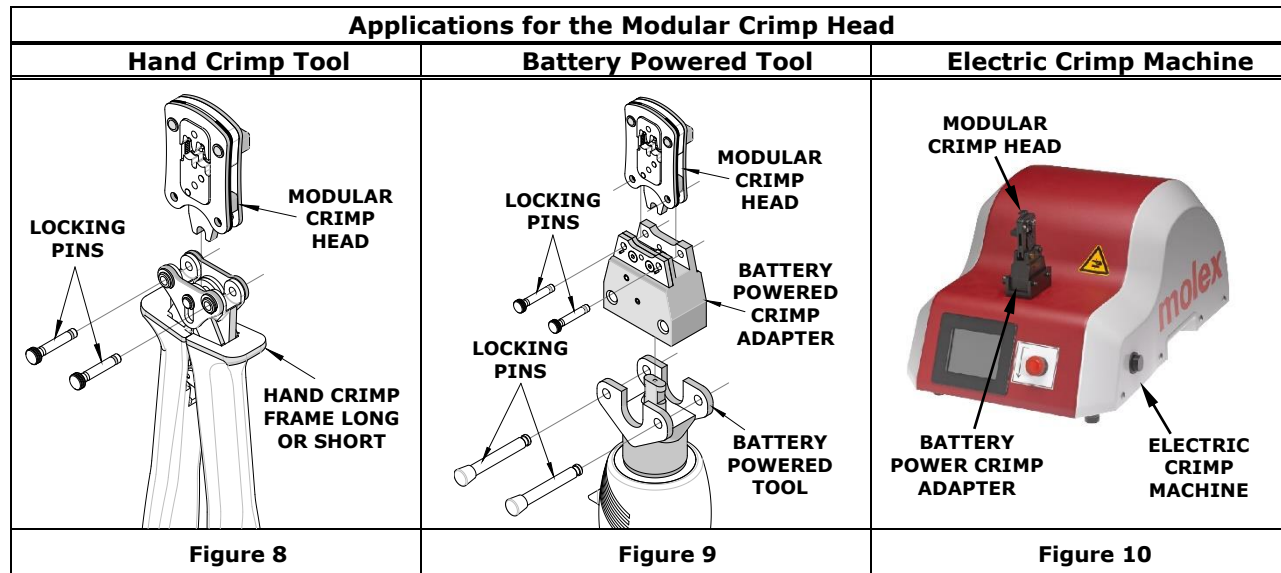 Applications for the Modular Crimp Head
Hand Crimp Tool
Battery Powered Tool
Electric Crimp Machine
MODULAR
CRIMP
HEAD
LOCKING
PINS
HAND CRIMP
FRAME LONG
OR SHORT
MODULAR
CRIMP
HEAD
LOCKING
PINS
BATTERY
POWERED
CRIMP
ADAPTER
LOCKING
PINS
BATTERY
POWERED
TOOL
MODULAR
CRIMP HEAD
molex
BATTERY
POWER CRIMP
ADAPTER
ELECTRIC
CRIMP
MACHINE
Figure 8
Figure 9
Figure 10